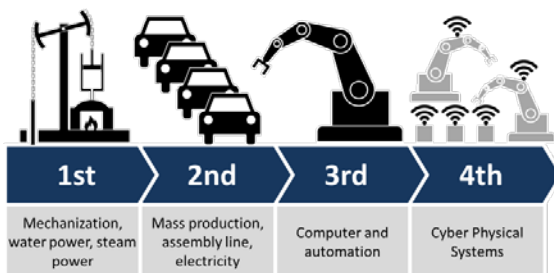 1st
2nd
3rd
4th
Mechanization,
water power, steam
power
Mass production,
assembly line,
electricity
Computer and
automation
Cyber Physical
Systems